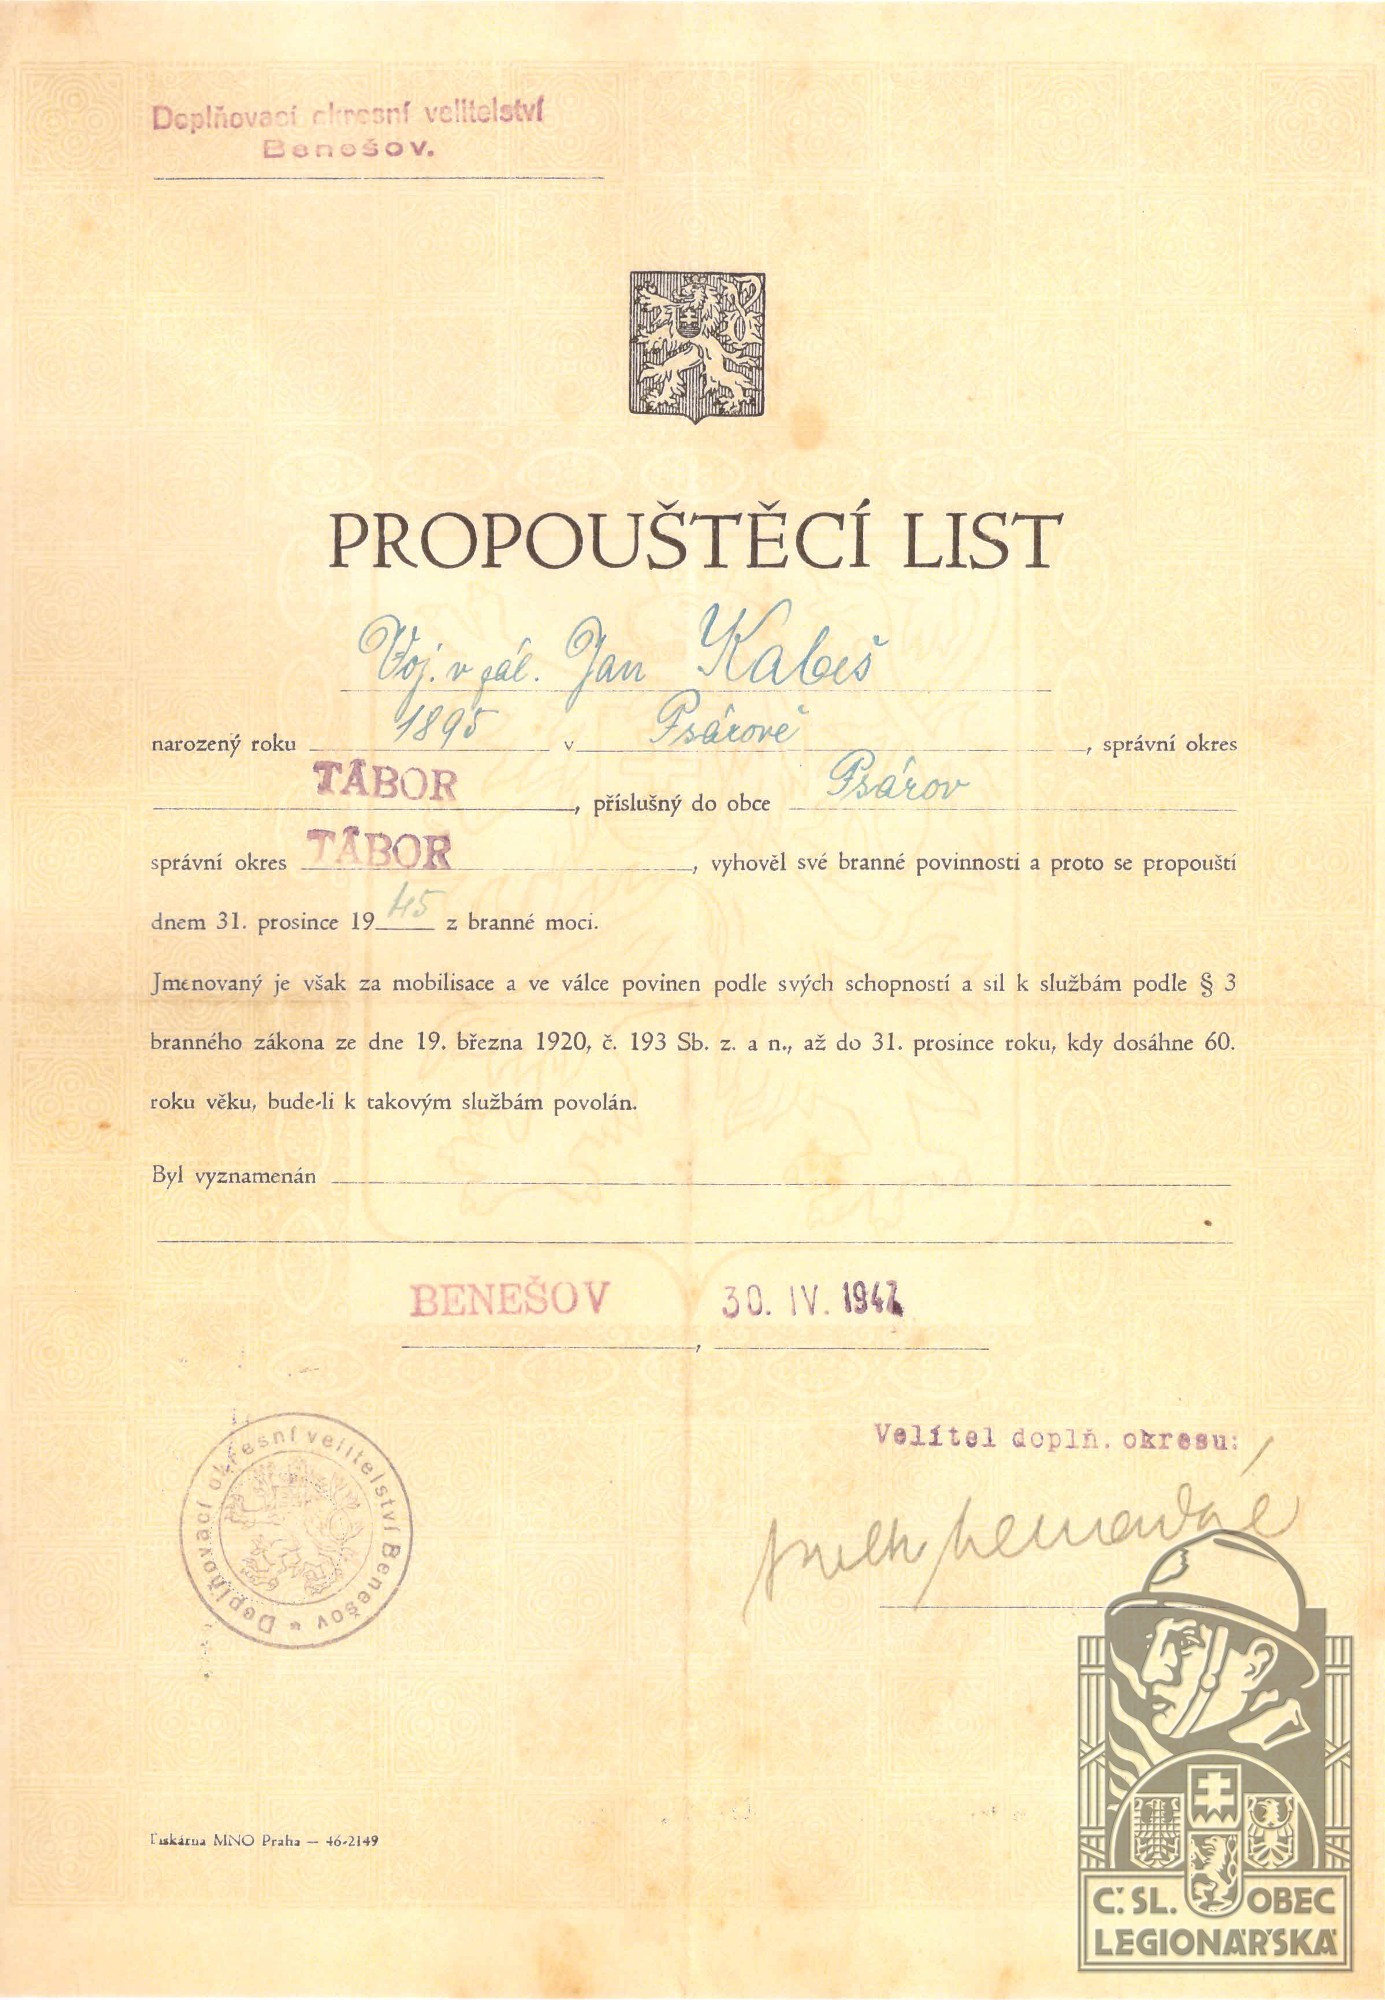 Doplňovací okresní velitelství
Benešov.
PROPOUŠTĚCÍ LIST
Voj. v zál. Jan Kabeš
narozený roku 1895 v Psárově, správní okres
TÁBOR, příslušný do obce Psárov
správní okres TÁBOR, vyhověl své branné povinnosti a proto se propouští
dnem 31. prosince 1945 z branné moci.
Jmenovaný je však za mobilisace a ve válce povinen podle svých schopností a sil k službám podle § 3
branného zákona ze dne 19. března 1920, č. 193 Sb. z. a n., až do 31. prosince roku, kdy dosáhne 60.
roku věku, bude-li k takovým službám povolán.
Byl vyznamenán
BENEŠOV, 30. IV. 1947
Doplňovací okresní velitelství Benešov
Velitel doplň. okresu:
Tiskárna MNO Praha — 46-2149
Č. SL. OBEC
LEGIONÁŘSKÁ